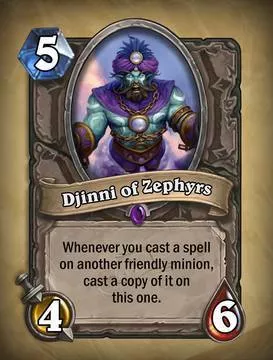 5
Djinni of Zephyrs
Whenever you cast a spell
on another friendly minion,
cast a copy of it on
this one.
4
6